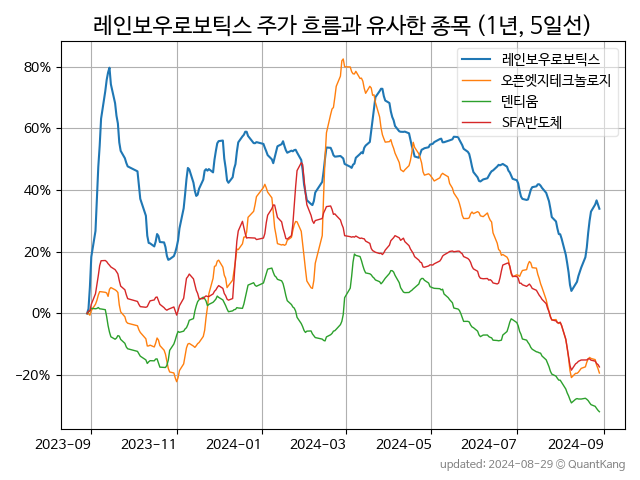 레인보우로보틱스 주가 흐름과 유사한 종목 (1년, 5일선)
레인보우로보틱스
오픈엣지테크놀로지
덴티움
SFA반도체
80%
60%
40%
20%
0%
−20%
2023-09 2023-11 2024-01 2024-03 2024-05 2024-07 2024-09
updated: 2024-08-29 © QuantKang